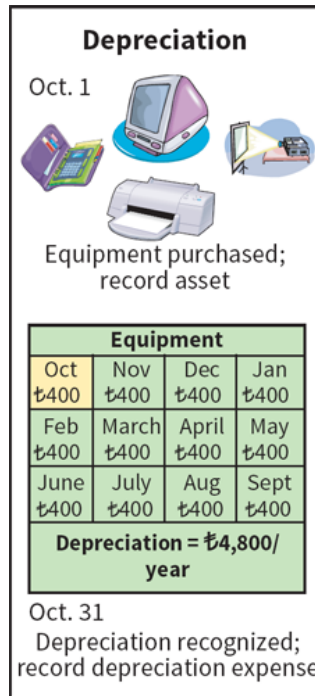 Depreciation
Oct. 1
Equipment purchased;
record asset
Equipment
Oct Nov Dec Jan
₺400 ₺400 ₺400 ₺400
Feb March April May
₺400 ₺400 ₺400 ₺400
June July Aug Sept
₺400 ₺400 ₺400 ₺400
Depreciation = ₺4,800/
year
Oct. 31
Depreciation recognized;
record depreciation expense